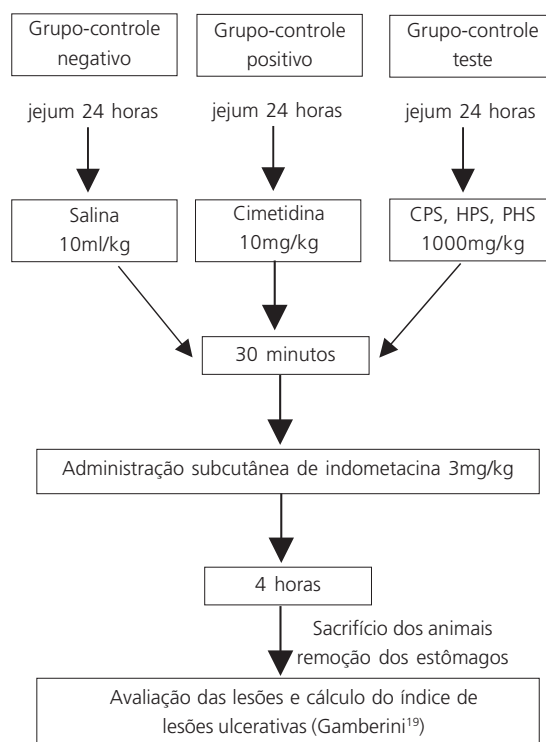 Grupo-controle
negativo
Grupo-controle
positivo
Grupo-controle
teste
jejum 24 horas
jejum 24 horas
jejum 24 horas
Salina
10ml/kg
Cimetidina
10mg/kg
CPS, HPS, PHS
1000mg/kg
30 minutos
Administração subcutânea de indometacina 3mg/kg
4 horas
Sacrifício dos animais
remoção dos estômagos
Avaliação das lesões e cálculo do índice de
lesões ulcerativas (Gamberini¹⁹)